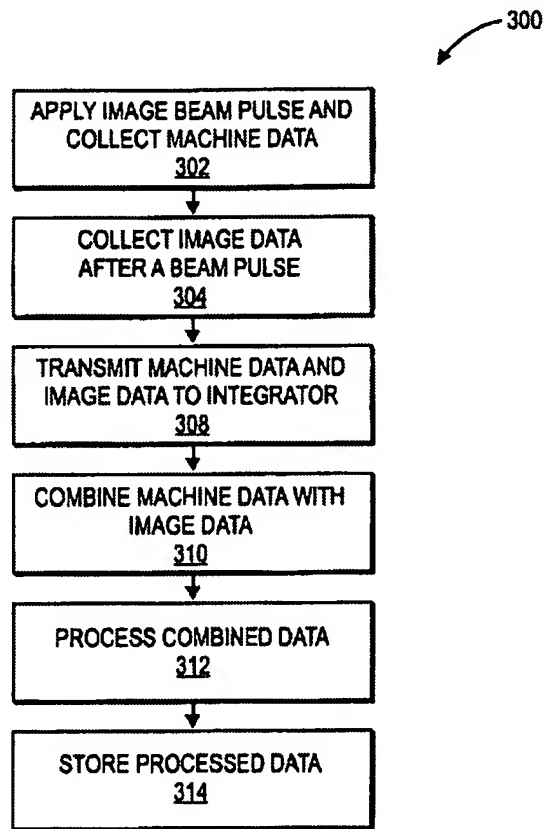 300
APPLY IMAGE BEAM PULSE AND
COLLECT MACHINE DATA
302
COLLECT IMAGE DATA
AFTER A BEAM PULSE
304
TRANSMIT MACHINE DATA AND
IMAGE DATA TO INTEGRATOR
308
COMBINE MACHINE DATA WITH
IMAGE DATA
310
PROCESS COMBINED DATA
312
STORE PROCESSED DATA
314